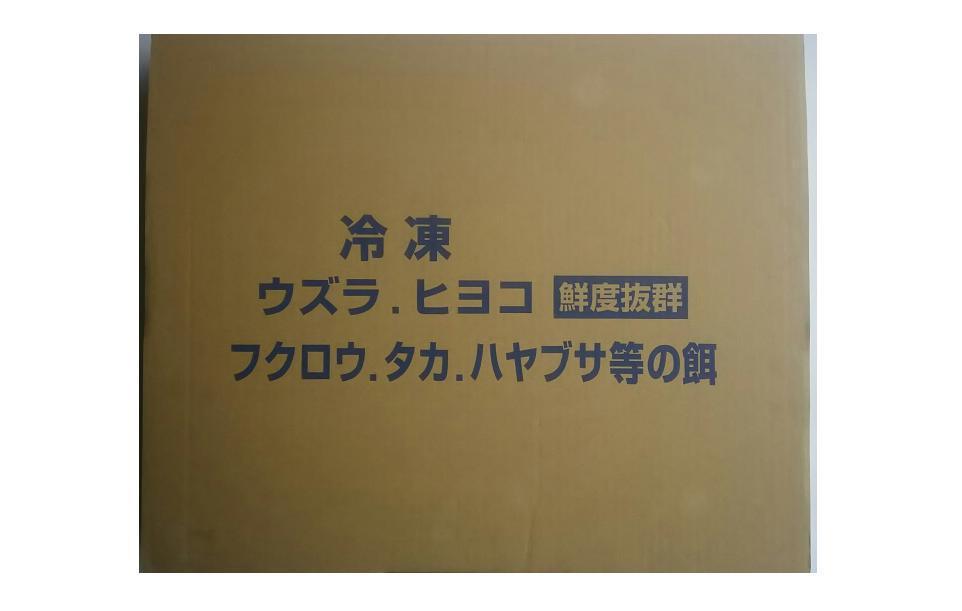 冷凍
ウズラ.ヒヨコ 鮮度抜群
フクロウ.タカ.ハヤブサ等の餌